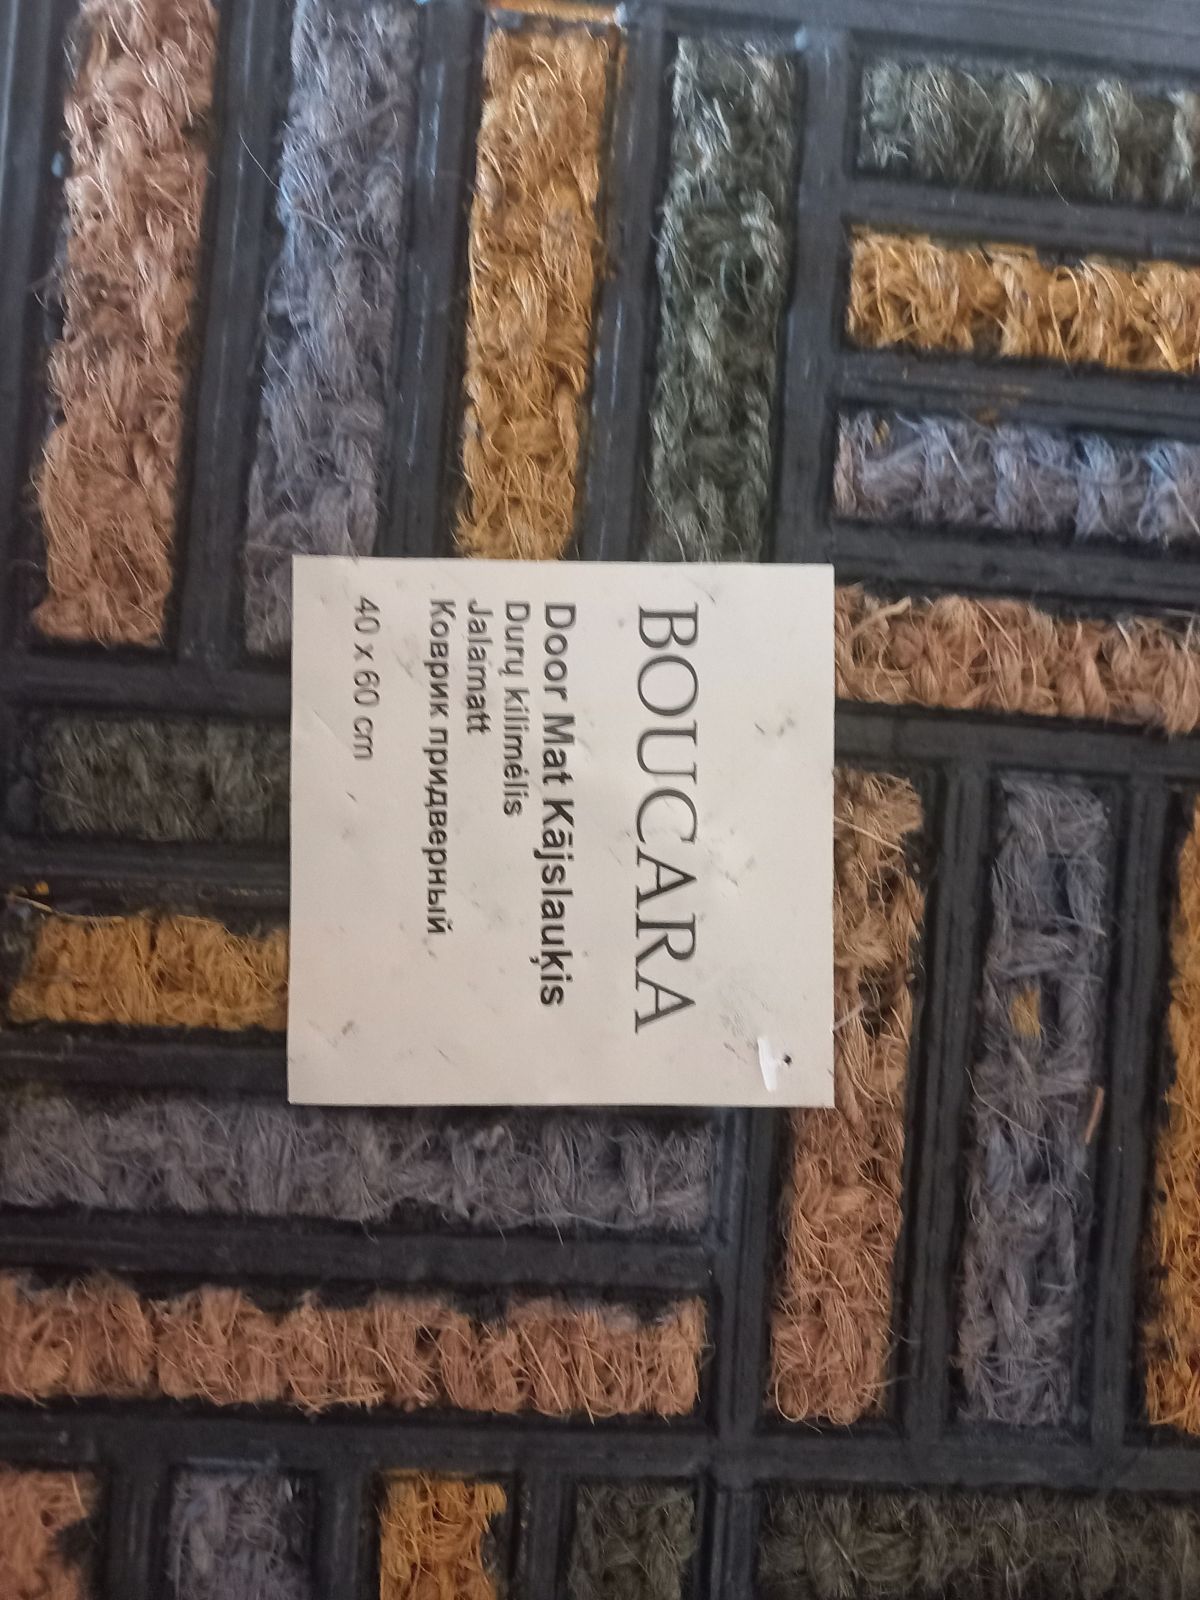 BOUCARA
Door Mat Kājslauķis
Durų kilimėlis
Jalamatt
Коврик придверный
40 x 60 cm